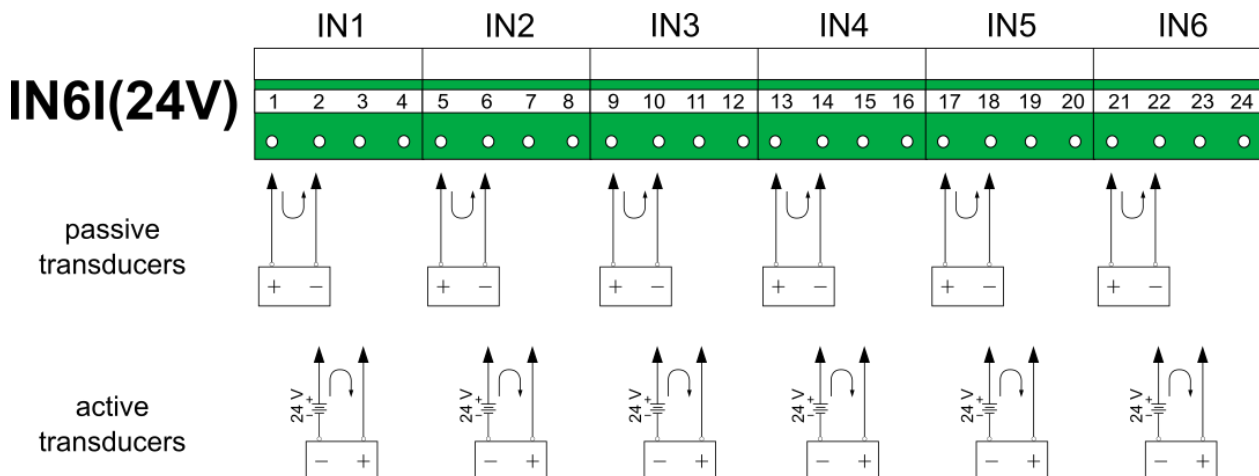 IN1 IN2 IN3 IN4 IN5 IN6
IN6I(24V)
1 2 3 4 5 6 7 8 9 10 11 12 13 14 15 16 17 18 19 20 21 22 23 24
passive
transducers
+ − + − + − + − + − + −
24 V + − 24 V + − 24 V + − 24 V + − 24 V + − 24 V + −
active
transducers
− + − + − + − + − + − +